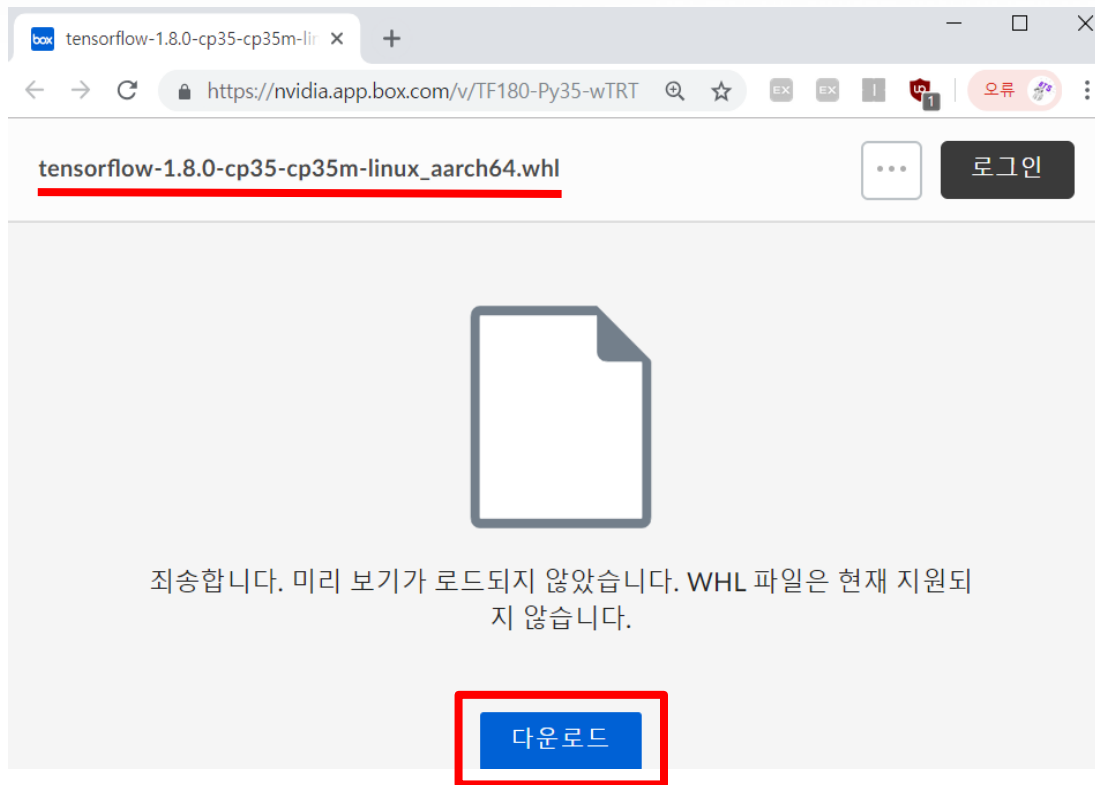 box tensorflow-1.8.0-cp35-cp35m-lir
https://nvidia.app.box.com/v/TF180-Py35-wTRT EX EX 1 오류
tensorflow-1.8.0-cp35-cp35m-linux_aarch64.whl 로그인
죄송합니다. 미리 보기가 로드되지 않았습니다. WHL 파일은 현재 지원되
지 않습니다.
다운로드